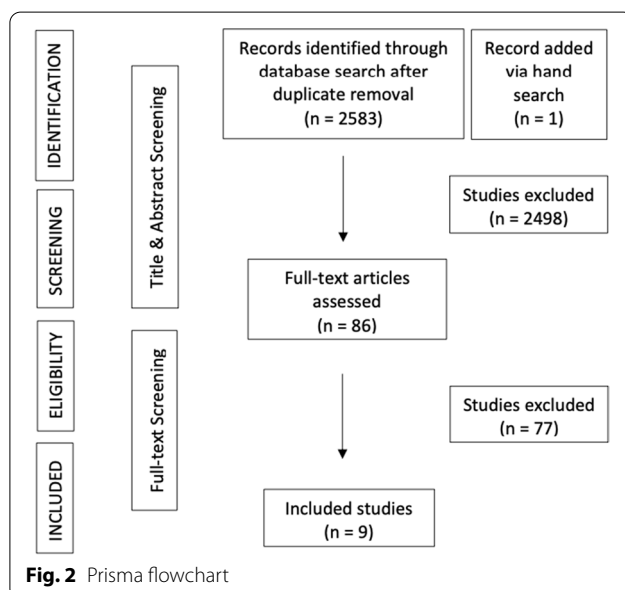 IDENTIFICATION
SCREENING
ELIGIBILITY
INCLUDED
Title & Abstract Screening
Full-text Screening
Records identified through
database search after
duplicate removal
(n = 2583)
Record added
via hand
search
(n = 1)
Studies excluded
(n = 2498)
Full-text articles
assessed
(n = 86)
Studies excluded
(n = 77)
Included studies
(n = 9)
Fig. 2 Prisma flowchart